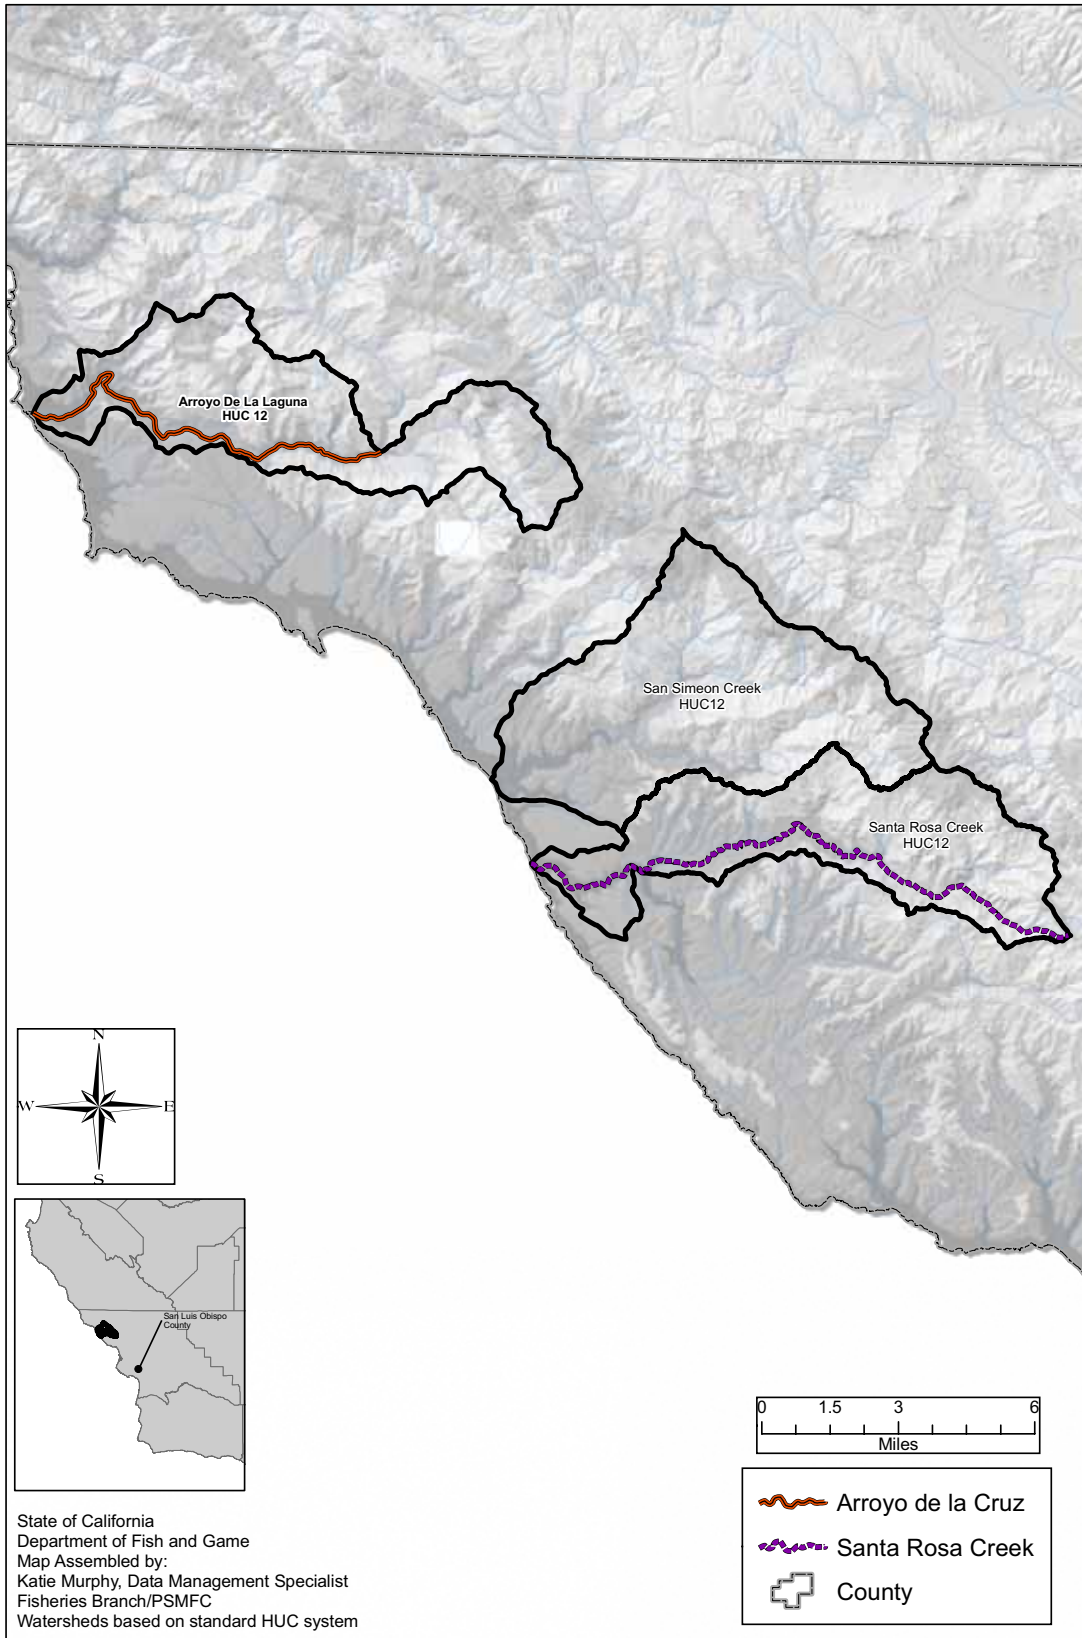 Arroyo De La Laguna
HUC 12
San Simeon Creek
HUC12
Santa Rosa Creek
HUC12
N
W
E
S
San Luis Obispo
County
0 1.5 3 6
Miles
Arroyo de la Cruz
Santa Rosa Creek
County
State of California
Department of Fish and Game
Map Assembled by:
Katie Murphy, Data Management Specialist
Fisheries Branch/PSMFC
Watersheds based on standard HUC system